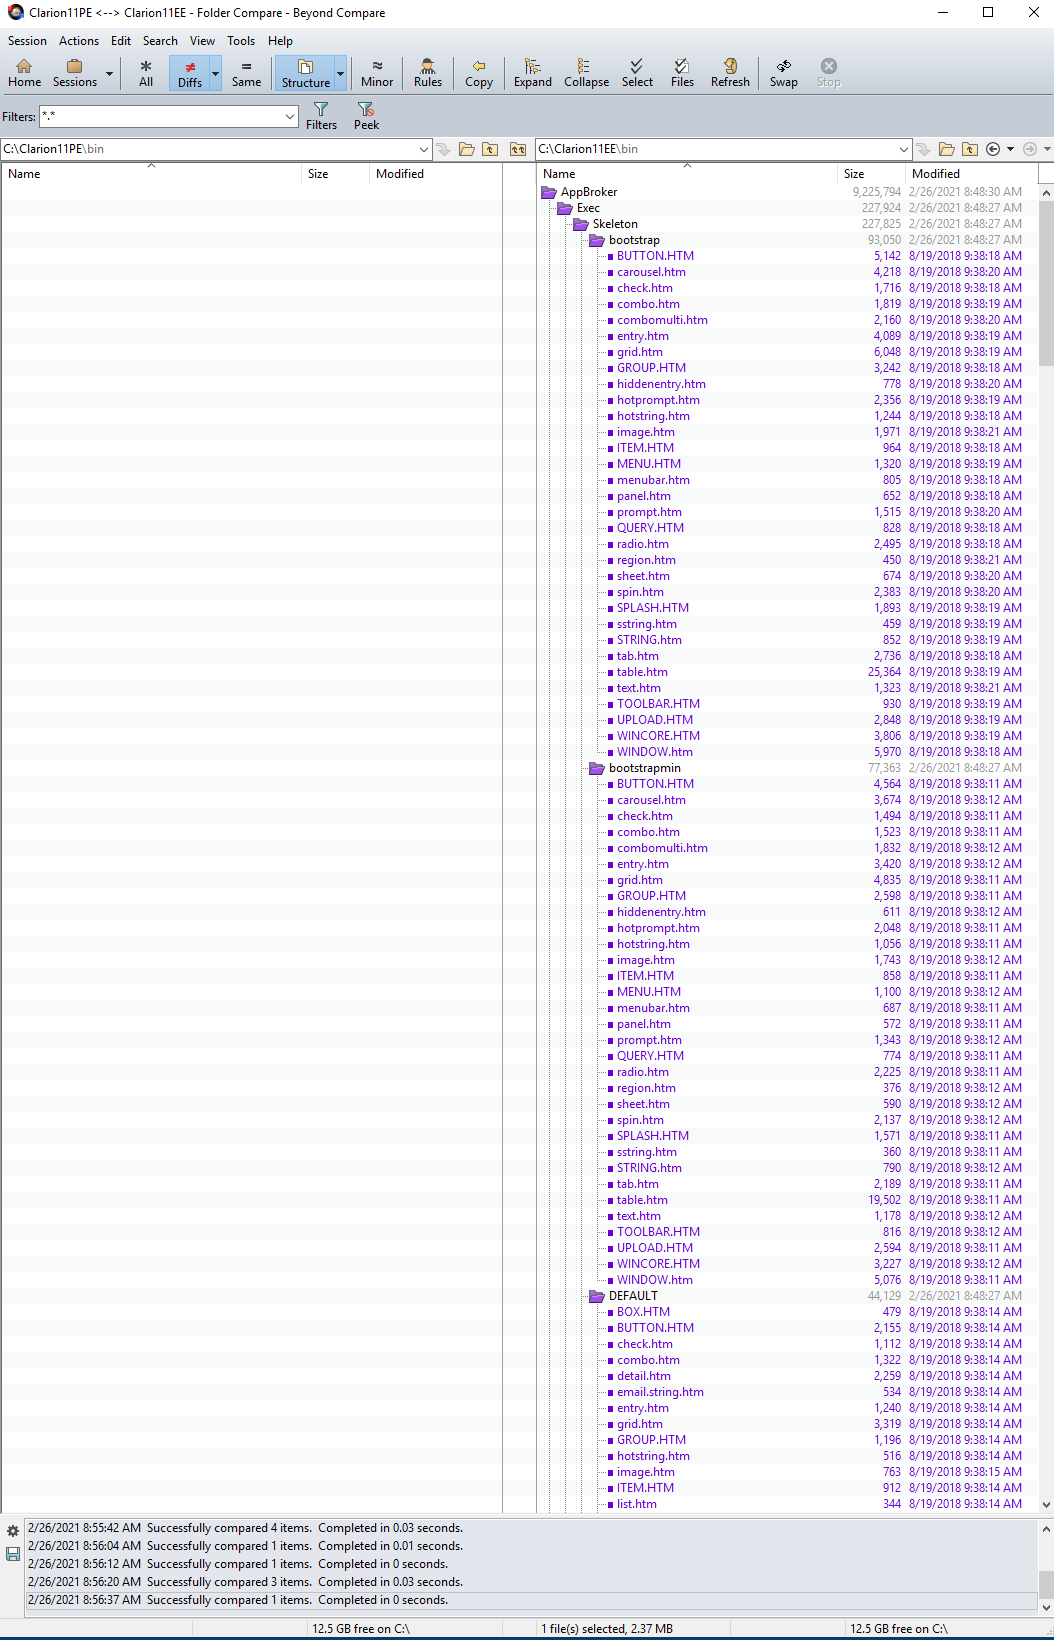 Clarion11PE <--> Clarion11EE - Folder Compare - Beyond Compare
Session Actions Edit Search View Tools Help
Home Sessions All Diffs Same Structure Minor Rules Copy Expand Collapse Select Files Refresh Swap Stop
Filters: *.* Filters Peek
C:\Clarion11PE\bin C:\Clarion11EE\bin
Name Size Modified Name Size Modified
AppBroker 9,225,794 2/26/2021 8:48:30 AM
Exec 227,924 2/26/2021 8:48:27 AM
Skeleton 227,825 2/26/2021 8:48:27 AM
bootstrap 93,050 2/26/2021 8:48:27 AM
BUTTON.HTM 5,142 8/19/2018 9:38:18 AM
carousel.htm 4,218 8/19/2018 9:38:20 AM
check.htm 1,716 8/19/2018 9:38:18 AM
combo.htm 1,819 8/19/2018 9:38:19 AM
combomulti.htm 2,160 8/19/2018 9:38:20 AM
entry.htm 4,089 8/19/2018 9:38:19 AM
grid.htm 6,048 8/19/2018 9:38:19 AM
GROUP.HTM 3,242 8/19/2018 9:38:18 AM
hiddenentry.htm 778 8/19/2018 9:38:20 AM
hotprompt.htm 2,356 8/19/2018 9:38:19 AM
hotstring.htm 1,244 8/19/2018 9:38:18 AM
image.htm 1,971 8/19/2018 9:38:21 AM
ITEM.HTM 964 8/19/2018 9:38:18 AM
MENU.HTM 1,320 8/19/2018 9:38:19 AM
menubar.htm 805 8/19/2018 9:38:18 AM
panel.htm 652 8/19/2018 9:38:18 AM
prompt.htm 1,515 8/19/2018 9:38:20 AM
QUERY.HTM 828 8/19/2018 9:38:18 AM
radio.htm 2,495 8/19/2018 9:38:19 AM
region.htm 450 8/19/2018 9:38:21 AM
sheet.htm 674 8/19/2018 9:38:20 AM
spin.htm 2,383 8/19/2018 9:38:20 AM
SPLASH.HTM 1,893 8/19/2018 9:38:19 AM
sstring.htm 459 8/19/2018 9:38:19 AM
STRING.htm 852 8/19/2018 9:38:19 AM
tab.htm 2,736 8/19/2018 9:38:18 AM
table.htm 25,364 8/19/2018 9:38:19 AM
text.htm 1,323 8/19/2018 9:38:21 AM
TOOLBAR.HTM 930 8/19/2018 9:38:19 AM
UPLOAD.HTM 2,848 8/19/2018 9:38:19 AM
WINCORE.HTM 3,806 8/19/2018 9:38:19 AM
WINDOW.htm 5,970 8/19/2018 9:38:18 AM
bootstrapmin 77,363 2/26/2021 8:48:27 AM
BUTTON.HTM 4,564 8/19/2018 9:38:11 AM
carousel.htm 3,674 8/19/2018 9:38:12 AM
check.htm 1,494 8/19/2018 9:38:11 AM
combo.htm 1,523 8/19/2018 9:38:11 AM
combomulti.htm 1,832 8/19/2018 9:38:12 AM
entry.htm 3,420 8/19/2018 9:38:12 AM
grid.htm 4,835 8/19/2018 9:38:11 AM
GROUP.HTM 2,598 8/19/2018 9:38:11 AM
hiddenentry.htm 611 8/19/2018 9:38:12 AM
hotprompt.htm 2,048 8/19/2018 9:38:11 AM
hotstring.htm 1,056 8/19/2018 9:38:11 AM
image.htm 1,743 8/19/2018 9:38:12 AM
ITEM.HTM 858 8/19/2018 9:38:11 AM
MENU.HTM 1,100 8/19/2018 9:38:12 AM
menubar.htm 687 8/19/2018 9:38:11 AM
panel.htm 572 8/19/2018 9:38:11 AM
prompt.htm 1,343 8/19/2018 9:38:12 AM
QUERY.HTM 774 8/19/2018 9:38:11 AM
radio.htm 2,225 8/19/2018 9:38:11 AM
region.htm 376 8/19/2018 9:38:12 AM
sheet.htm 590 8/19/2018 9:38:12 AM
spin.htm 2,137 8/19/2018 9:38:12 AM
SPLASH.HTM 1,571 8/19/2018 9:38:11 AM
sstring.htm 360 8/19/2018 9:38:11 AM
STRING.htm 790 8/19/2018 9:38:12 AM
tab.htm 2,189 8/19/2018 9:38:11 AM
table.htm 19,502 8/19/2018 9:38:11 AM
text.htm 1,178 8/19/2018 9:38:12 AM
TOOLBAR.HTM 816 8/19/2018 9:38:12 AM
UPLOAD.HTM 2,594 8/19/2018 9:38:11 AM
WINCORE.HTM 3,227 8/19/2018 9:38:12 AM
WINDOW.htm 5,076 8/19/2018 9:38:11 AM
DEFAULT 44,129 2/26/2021 8:48:27 AM
BOX.HTM 479 8/19/2018 9:38:14 AM
BUTTON.HTM 2,155 8/19/2018 9:38:14 AM
check.htm 1,112 8/19/2018 9:38:14 AM
combo.htm 1,322 8/19/2018 9:38:14 AM
detail.htm 2,259 8/19/2018 9:38:14 AM
email.string.htm 534 8/19/2018 9:38:14 AM
entry.htm 1,240 8/19/2018 9:38:14 AM
grid.htm 3,319 8/19/2018 9:38:14 AM
GROUP.HTM 1,196 8/19/2018 9:38:14 AM
hotstring.htm 516 8/19/2018 9:38:14 AM
image.htm 763 8/19/2018 9:38:15 AM
ITEM.HTM 912 8/19/2018 9:38:14 AM
list.htm 344 8/19/2018 9:38:14 AM
2/26/2021 8:55:42 AM Successfully compared 4 items. Completed in 0.03 seconds.
2/26/2021 8:56:04 AM Successfully compared 1 items. Completed in 0.01 seconds.
2/26/2021 8:56:12 AM Successfully compared 1 items. Completed in 0 seconds.
2/26/2021 8:56:20 AM Successfully compared 3 items. Completed in 0.03 seconds.
2/26/2021 8:56:37 AM Successfully compared 1 items. Completed in 0 seconds.
12.5 GB free on C:\ 1 file(s) selected, 2.37 MB 12.5 GB free on C:\